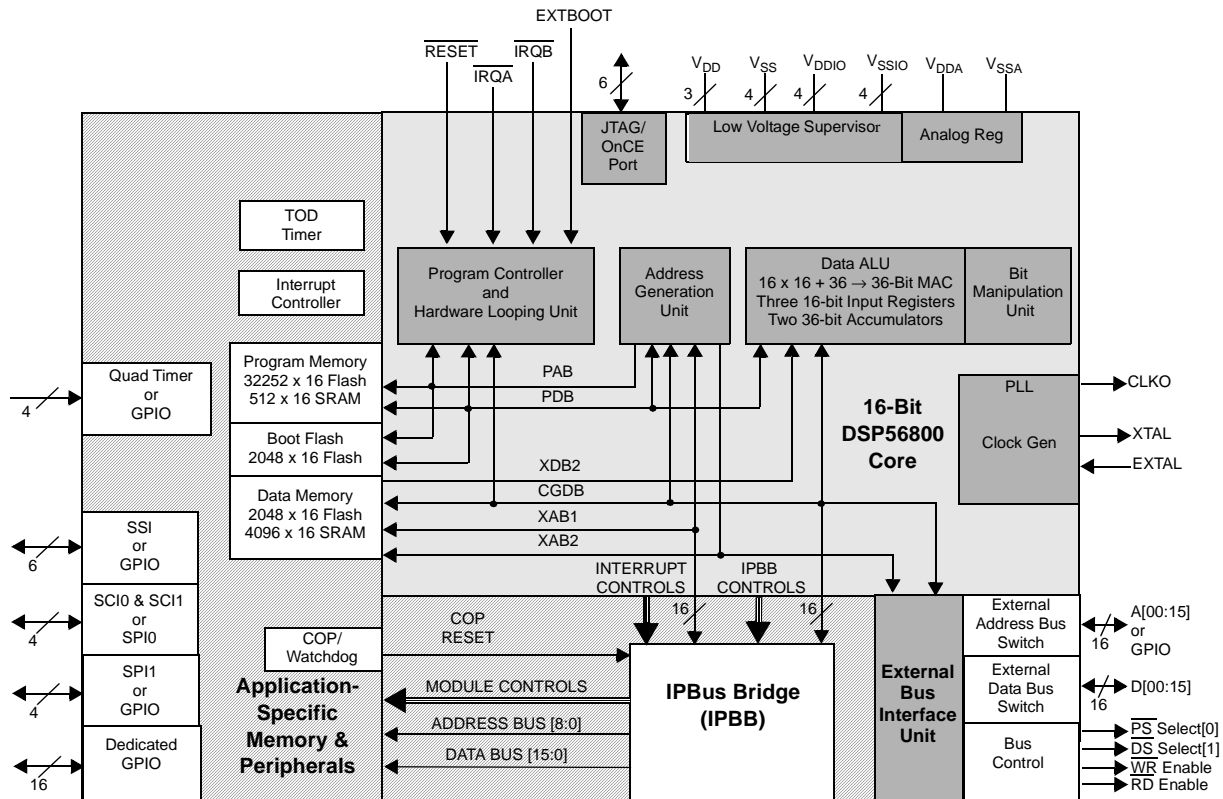 EXTBOOT
RESET
IRQB
IRQA
6
VDD
VSS
VDDIO
VSSIO
VDDA
VSSA
3
4
4
4
JTAG/
OnCE
Port
Low Voltage Supervisor
Analog Reg
TOD
Timer
Interrupt
Controller
Program Controller
and
Hardware Looping Unit
Address
Generation
Unit
Data ALU
16 x 16 + 36 → 36-Bit MAC
Three 16-bit Input Registers
Two 36-bit Accumulators
Bit
Manipulation
Unit
Quad Timer
or
GPIO
4
Program Memory
32252 x 16 Flash
512 x 16 SRAM
Boot Flash
2048 x 16 Flash
Data Memory
2048 x 16 Flash
4096 x 16 SRAM
PAB
PDB
XDB2
CGDB
XAB1
XAB2
16-Bit
DSP56800
Core
PLL
Clock Gen
CLKO
XTAL
EXTAL
SSI
or
GPIO
6
SCI0 & SCI1
or
SPI0
4
SPI1
or
GPIO
4
Dedicated
GPIO
16
INTERRUPT
CONTROLS
IPBB
CONTROLS
16
16
COP/
Watchdog
COP
RESET
MODULE CONTROLS
ADDRESS BUS [8:0]
DATA BUS [15:0]
Application-
Specific
Memory &
Peripherals
IPBus Bridge
(IPBB)
External
Bus
Interface
Unit
External
Address Bus
Switch
External
Data Bus
Switch
Bus
Control
A[00:15]
or
GPIO
16
D[00:15]
16
PS Select[0]
DS Select[1]
WR Enable
RD Enable